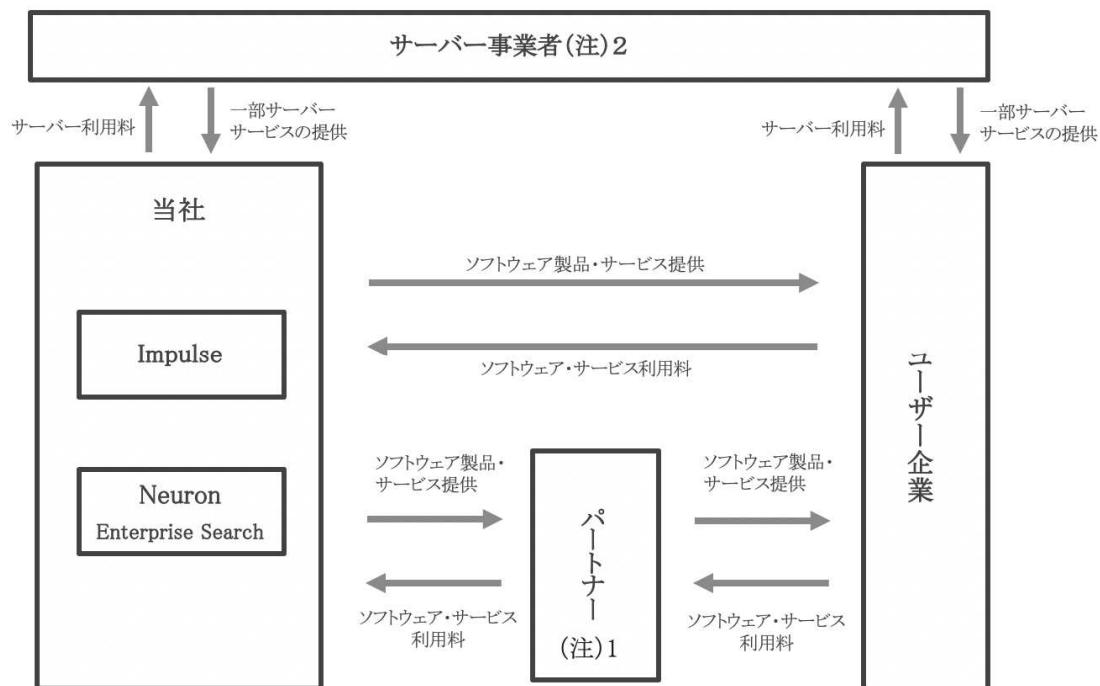 サーバー事業者(注)2
サーバー利用料
一部サーバー
サービスの提供
サーバー利用料
一部サーバー
サービスの提供
当社
ソフトウェア製品・サービス提供
Impulse
ソフトウェア・サービス利用料
ユーザー企業
Neuron
Enterprise Search
ソフトウェア製品・
サービス提供
パートナー
(注)1
ソフトウェア製品・
サービス提供
ソフトウェア・サービス
利用料
ソフトウェア・サービス
利用料